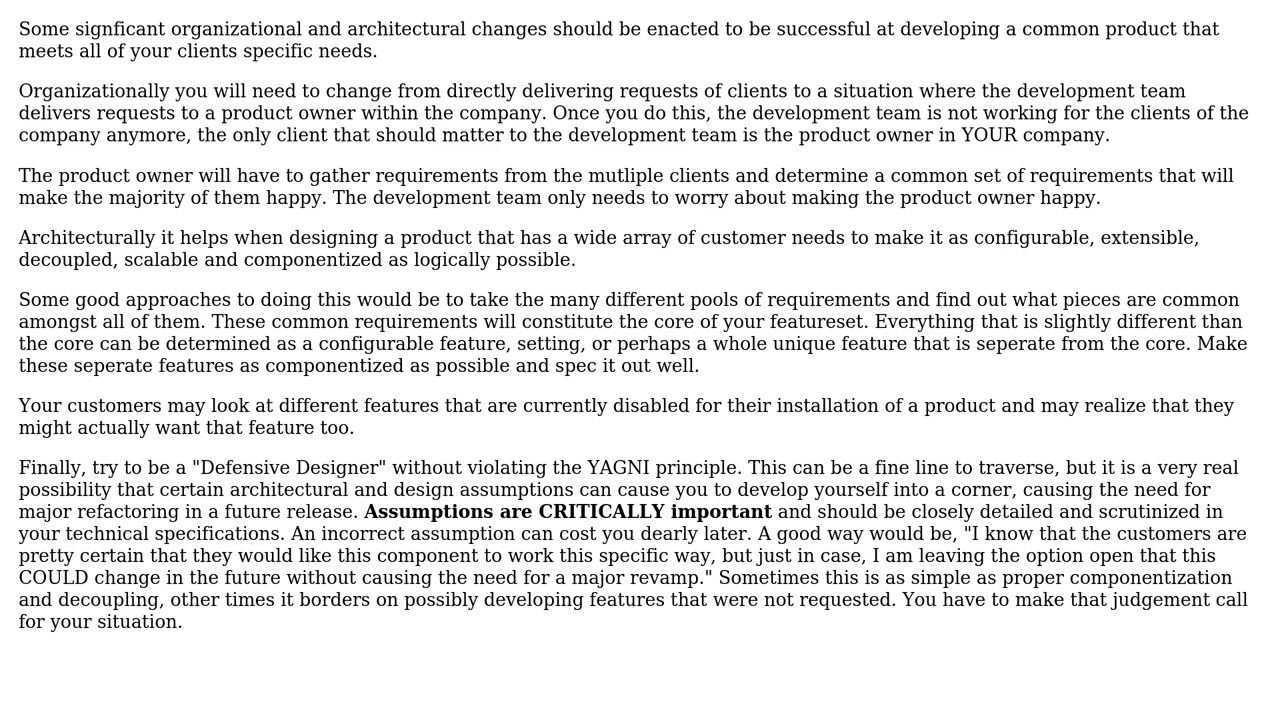 Some signficant organizational and architectural changes should be enacted to be successful at developing a common product that
meets all of your clients specific needs.
Organizationally you will need to change from directly delivering requests of clients to a situation where the development team
delivers requests to a product owner within the company. Once you do this, the development team is not working for the clients of the
company anymore, the only client that should matter to the development team is the product owner in YOUR company.
The product owner will have to gather requirements from the mutliple clients and determine a common set of requirements that will
make the majority of them happy. The development team only needs to worry about making the product owner happy.
Architecturally it helps when designing a product that has a wide array of customer needs to make it as configurable, extensible,
decoupled, scalable and componentized as logically possible.
Some good approaches to doing this would be to take the many different pools of requirements and find out what pieces are common
amongst all of them. These common requirements will constitute the core of your featureset. Everything that is slightly different than
the core can be determined as a configurable feature, setting, or perhaps a whole unique feature that is seperate from the core. Make
these seperate features as componentized as possible and spec it out well.
Your customers may look at different features that are currently disabled for their installation of a product and may realize that they
might actually want that feature too.
Finally, try to be a "Defensive Designer" without violating the YAGNI principle. This can be a fine line to traverse, but it is a very real
possibility that certain architectural and design assumptions can cause you to develop yourself into a corner, causing the need for
major refactoring in a future release. Assumptions are CRITICALLY important and should be closely detailed and scrutinized in
your technical specifications. An incorrect assumption can cost you dearly later. A good way would be, "I know that the customers are
pretty certain that they would like this component to work this specific way, but just in case, I am leaving the option open that this
COULD change in the future without causing the need for a major revamp." Sometimes this is as simple as proper componentization
and decoupling, other times it borders on possibly developing features that were not requested. You have to make that judgement call
for your situation.